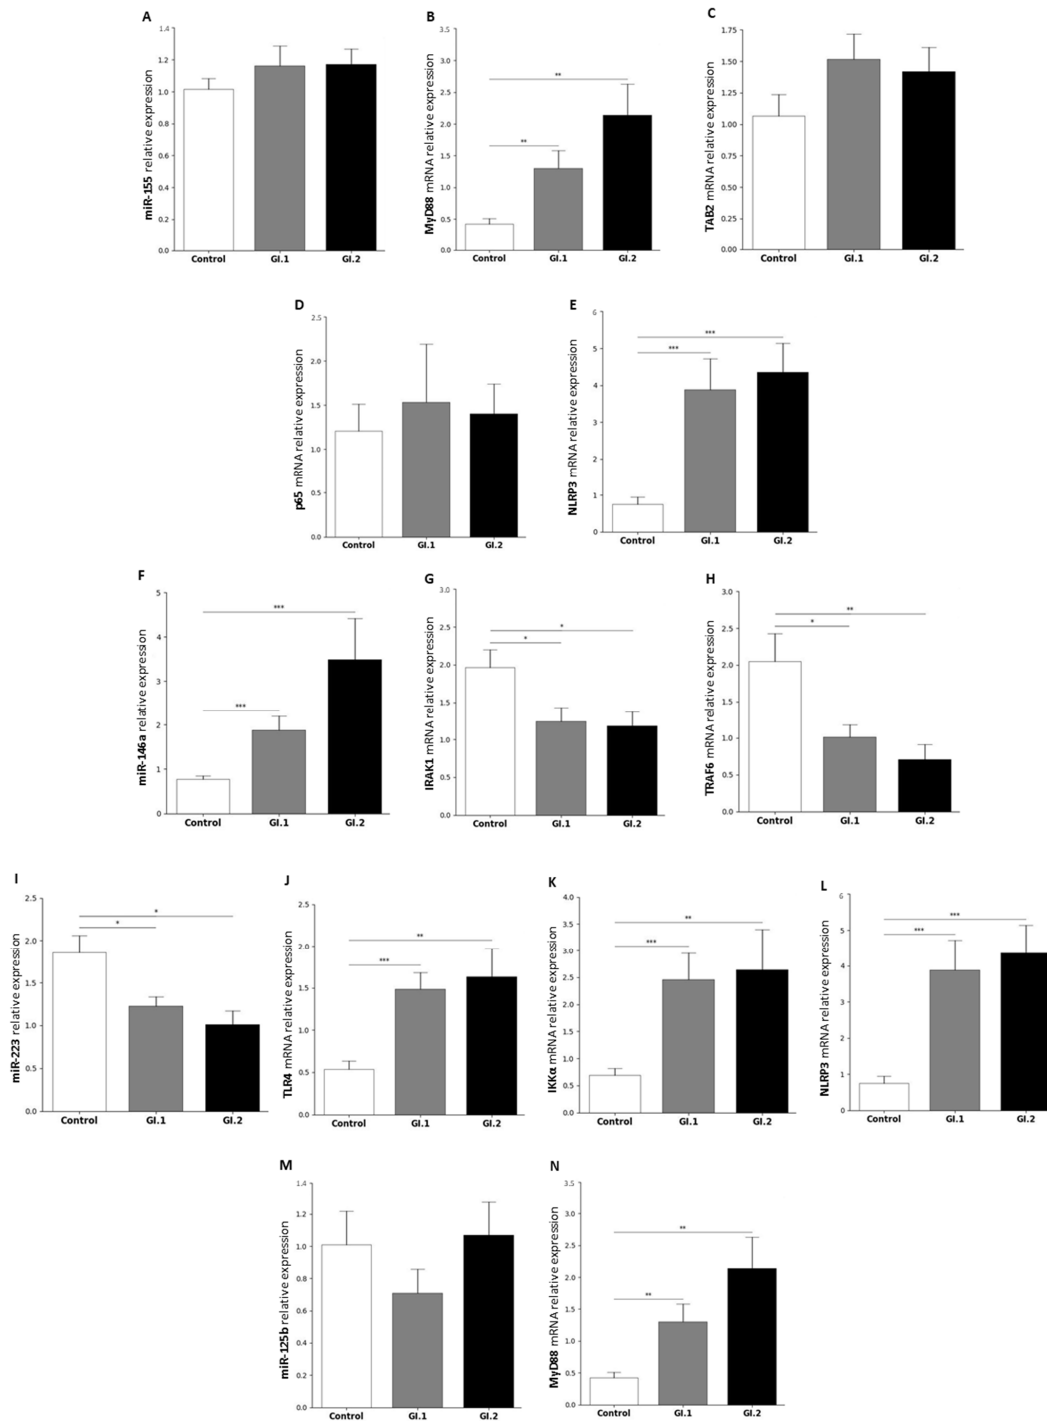 A
miR-155 relative expression
1.4
1.2
1.0
0.8
0.6
0.4
0.2
0.0
Control GI.1 GI.2
B
MyD88 mRNA relative expression
3.5
3.0
2.5
2.0
1.5
1.0
0.5
0.0
**
**
Control GI.1 GI.2
C
TAB2 mRNA relative expression
1.75
1.50
1.25
1.00
0.75
0.50
0.25
0.00
Control GI.1 GI.2
D
p65 mRNA relative expression
2.5
2.0
1.5
1.0
0.5
0.0
Control GI.1 GI.2
E
NLRP3 mRNA relative expression
6
5
4
3
2
1
0
***
***
Control GI.1 GI.2
F
miR-146a relative expression
5
4
3
2
1
0
***
***
Control GI.1 GI.2
G
IRAK1 mRNA relative expression
3.0
2.5
2.0
1.5
1.0
0.5
0.0
*
*
Control GI.1 GI.2
H
TRAF6 mRNA relative expression
3.0
2.5
2.0
1.5
1.0
0.5
0.0
**
*
Control GI.1 GI.2
I
miR-223 relative expression
2.5
2.0
1.5
1.0
0.5
0.0
*
*
Control GI.1 GI.2
J
TLR4 mRNA relative expression
2.5
2.0
1.5
1.0
0.5
0.0
**
***
Control GI.1 GI.2
K
IKKα mRNA relative expression
4.0
3.5
3.0
2.5
2.0
1.5
1.0
0.5
0.0
**
***
Control GI.1 GI.2
L
NLRP3 mRNA relative expression
6
5
4
3
2
1
0
***
***
Control GI.1 GI.2
M
miR-125b relative expression
1.4
1.2
1.0
0.8
0.6
0.4
0.2
0.0
Control GI.1 GI.2
N
MyD88 mRNA relative expression
3.5
3.0
2.5
2.0
1.5
1.0
0.5
0.0
**
**
Control GI.1 GI.2